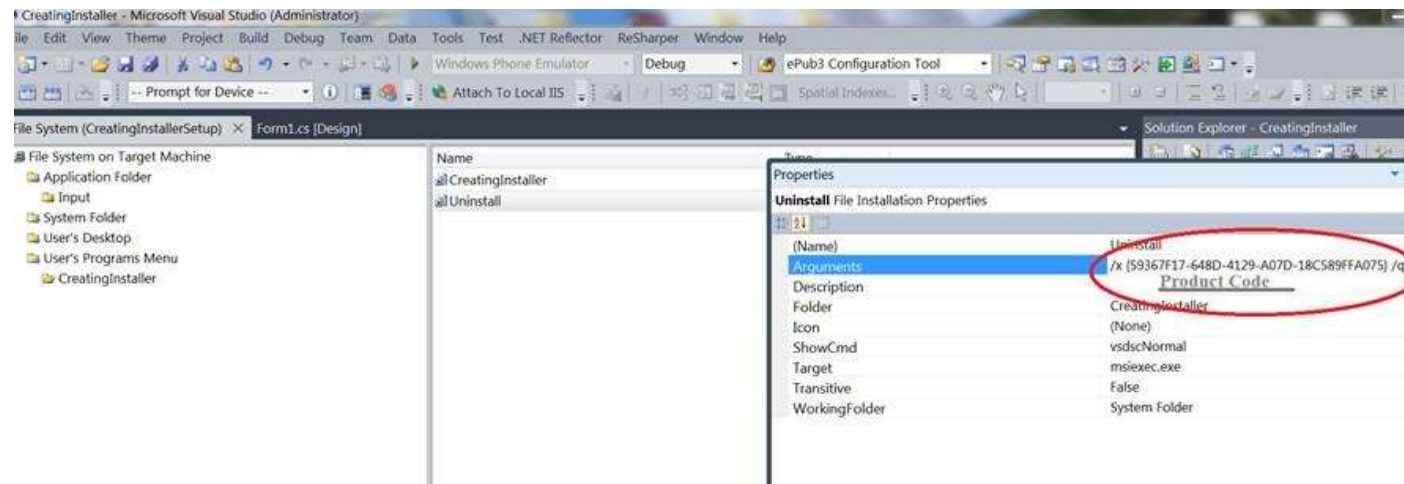 CreatingInstaller - Microsoft Visual Studio (Administrator)
ile Edit View Theme Project Build Debug Team Data Tools Test .NET Reflector ReSharper Window Help
Windows Phone Emulator Debug ePub3 Configuration Tool
-- Prompt for Device -- Attach To Local IIS Spatial Indexes...
File System (CreatingInstallerSetup) Form1.cs [Design] Solution Explorer - CreatingInstaller
File System on Target Machine
Application Folder
Input
System Folder
User's Desktop
User's Programs Menu
CreatingInstaller
Name Type
CreatingInstaller
Uninstall
Properties
Uninstall File Installation Properties
(Name) Uninstall
Arguments /x {59367F17-648D-4129-A07D-18C589FFA075} /q
Product Code
Description
Folder CreatingInstaller
Icon (None)
ShowCmd vsdscNormal
Target msiexec.exe
Transitive False
WorkingFolder System Folder